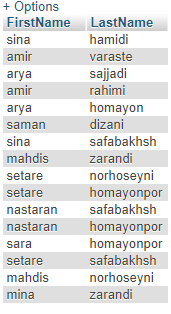 + Options
FirstName LastName
sina hamidi
amir varaste
arya sajjadi
amir rahimi
arya homayon
saman dizani
sina safabakhsh
mahdis zarandi
setare norhoseyni
setare homayonpor
nastaran safabakhsh
nastaran homayonpor
sara homayonpor
setare safabakhsh
mahdis norhoseyni
mina zarandi